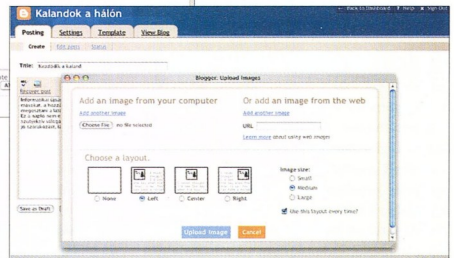 Kalandok a hálón
Back to Dashboard ? Help Sign Out
Posting Settings Template View Blog
Create Edit posts Status
Title:
Blogger: Upload Images
Recover post
Add an image from your computer
Add another image
Choose File no file selected
Or add an image from the web
Add another image
URL
Learn more about using web images
Choose a layout.
None Left Center Right
Image size:
Small
Medium
Large
Use this layout every time?
Save as Draft
Upload Image Cancel